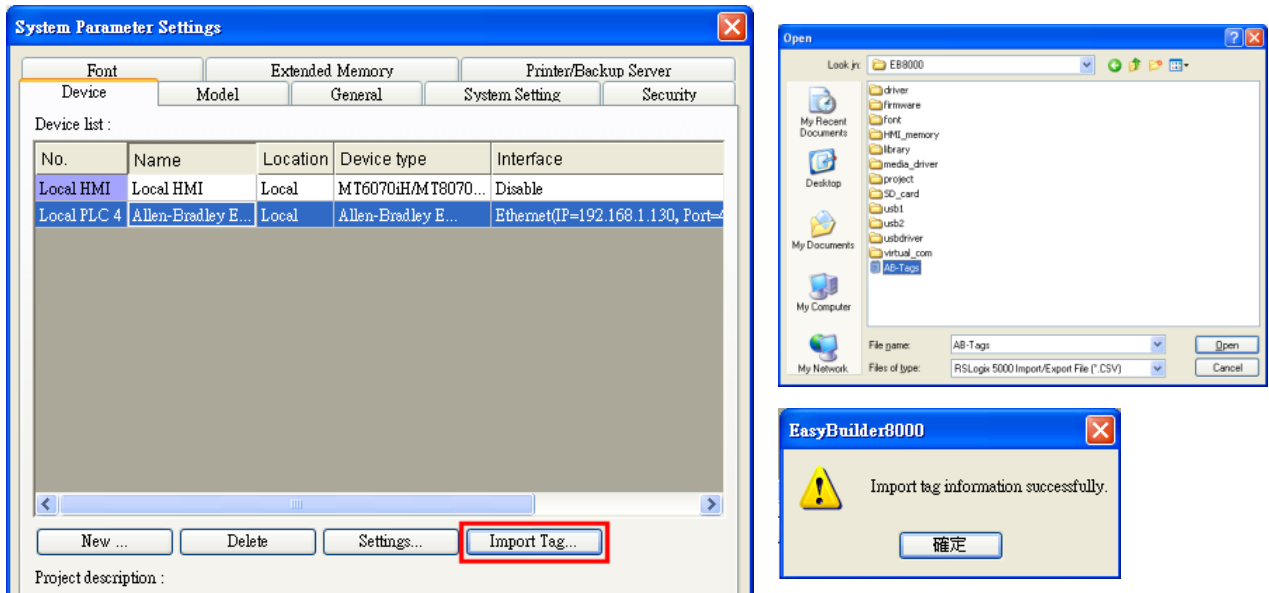 System Parameter Settings
Font Extended Memory Printer/Backup Server
Device Model General System Setting Security
Device list :
No. Name Location Device type Interface
Local HMI Local HMI Local MT6070iH/MT8070... Disable
Local PLC 4 Allen-Bradley E... Local Allen-Bradley E... Ethernet(IP=192.168.1.130, Port=4
New ... Delete Settings... Import Tag...
Project description :
Open
Look in: EB8000
My Recent Documents
Desktop
My Documents
My Computer
My Network
driver
firmware
font
HMI_memory
library
media_driver
project
SD_card
usb1
usb2
usbdriver
virtual_com
AB-Tags
File name: AB-Tags Open
Files of type: RSLogix 5000 Import/Export File (*.CSV) Cancel
EasyBuilder8000
Import tag information successfully.
確定